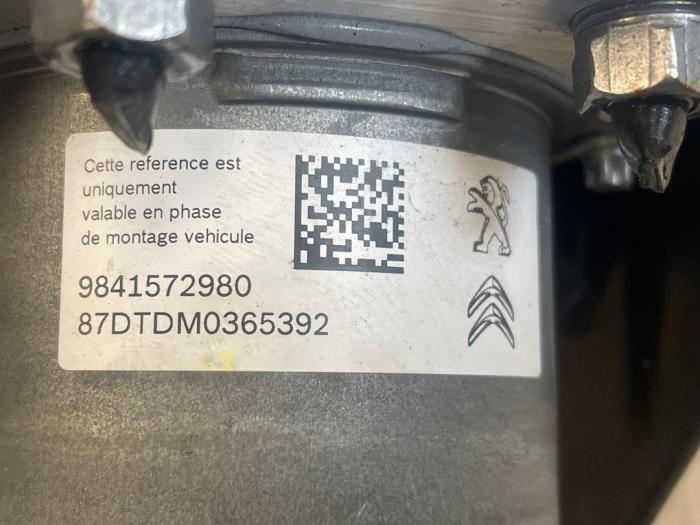 Cette reference est
uniquement
valable en phase
de montage vehicule
9841572980
87DTDM0365392